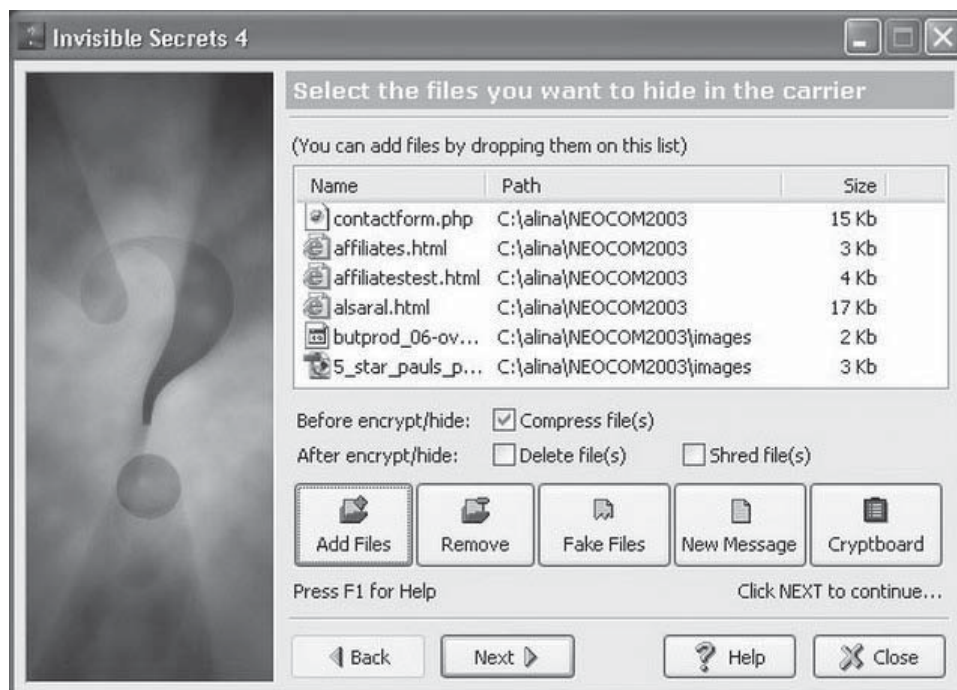 Invisible Secrets 4
Select the files you want to hide in the carrier
(You can add files by dropping them on this list)
Name Path Size
contactform.php C:\alina\NEOCOM2003 15 Kb
affiliates.html C:\alina\NEOCOM2003 3 Kb
affiliatestest.html C:\alina\NEOCOM2003 4 Kb
alsaral.html C:\alina\NEOCOM2003 17 Kb
butprod_06-ov... C:\alina\NEOCOM2003\images 2 Kb
5_star_pauls_p... C:\alina\NEOCOM2003\images 3 Kb
Before encrypt/hide: Compress file(s)
After encrypt/hide: Delete file(s) Shred file(s)
Add Files Remove Fake Files New Message Cryptboard
Press F1 for Help Click NEXT to continue...
Back Next Help Close